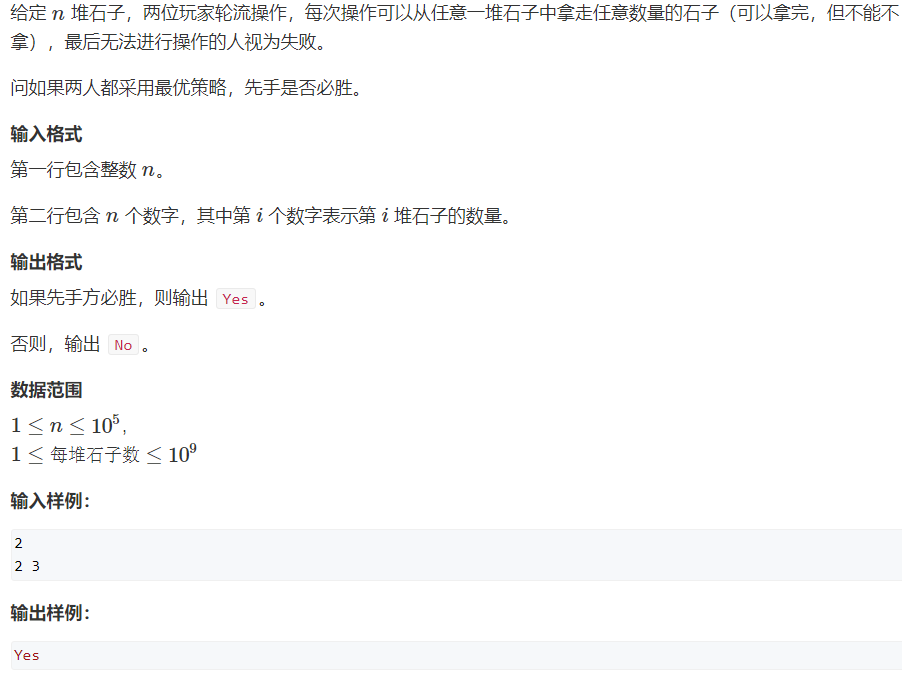 给定 n 堆石子，两位玩家轮流操作，每次操作可以从任意一堆石子中拿走任意数量的石子（可以拿完，但不能不
拿），最后无法进行操作的人视为失败。
问如果两人都采用最优策略，先手是否必胜。
输入格式
第一行包含整数 n。
第二行包含 n 个数字，其中第 i 个数字表示第 i 堆石子的数量。
输出格式
如果先手方必胜，则输出 Yes 。
否则，输出 No 。
数据范围
1 ≤ n ≤ 10⁵,
1 ≤ 每堆石子数 ≤ 10⁹
输入样例：
2
2 3
输出样例：
Yes